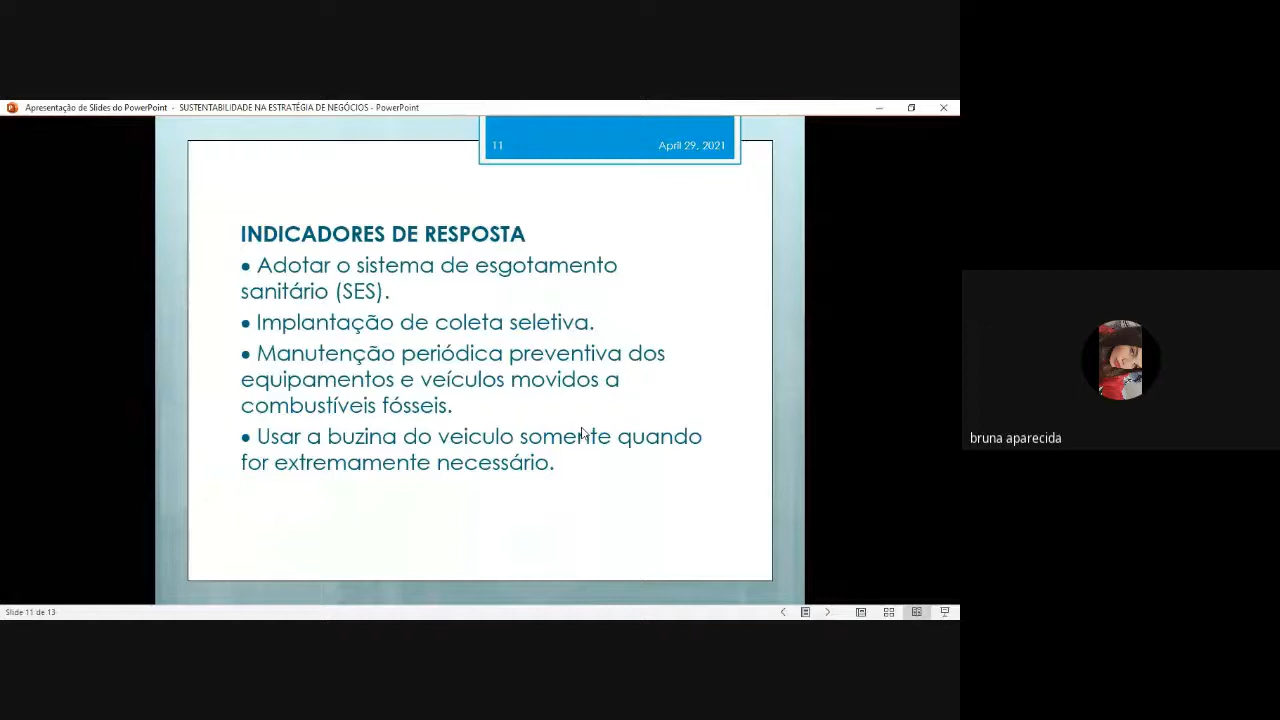 Apresentação de Slides do PowerPoint - SUSTENTABILIDADE NA ESTRATÉGIA DE NEGÓCIOS - PowerPoint
11 April 29, 2021
INDICADORES DE RESPOSTA
• Adotar o sistema de esgotamento
sanitário (SES).
• Implantação de coleta seletiva.
• Manutenção periódica preventiva dos
equipamentos e veículos movidos a
combustíveis fósseis.
• Usar a buzina do veiculo somente quando
for extremamente necessário.
bruna aparecida
Slide 11 de 13